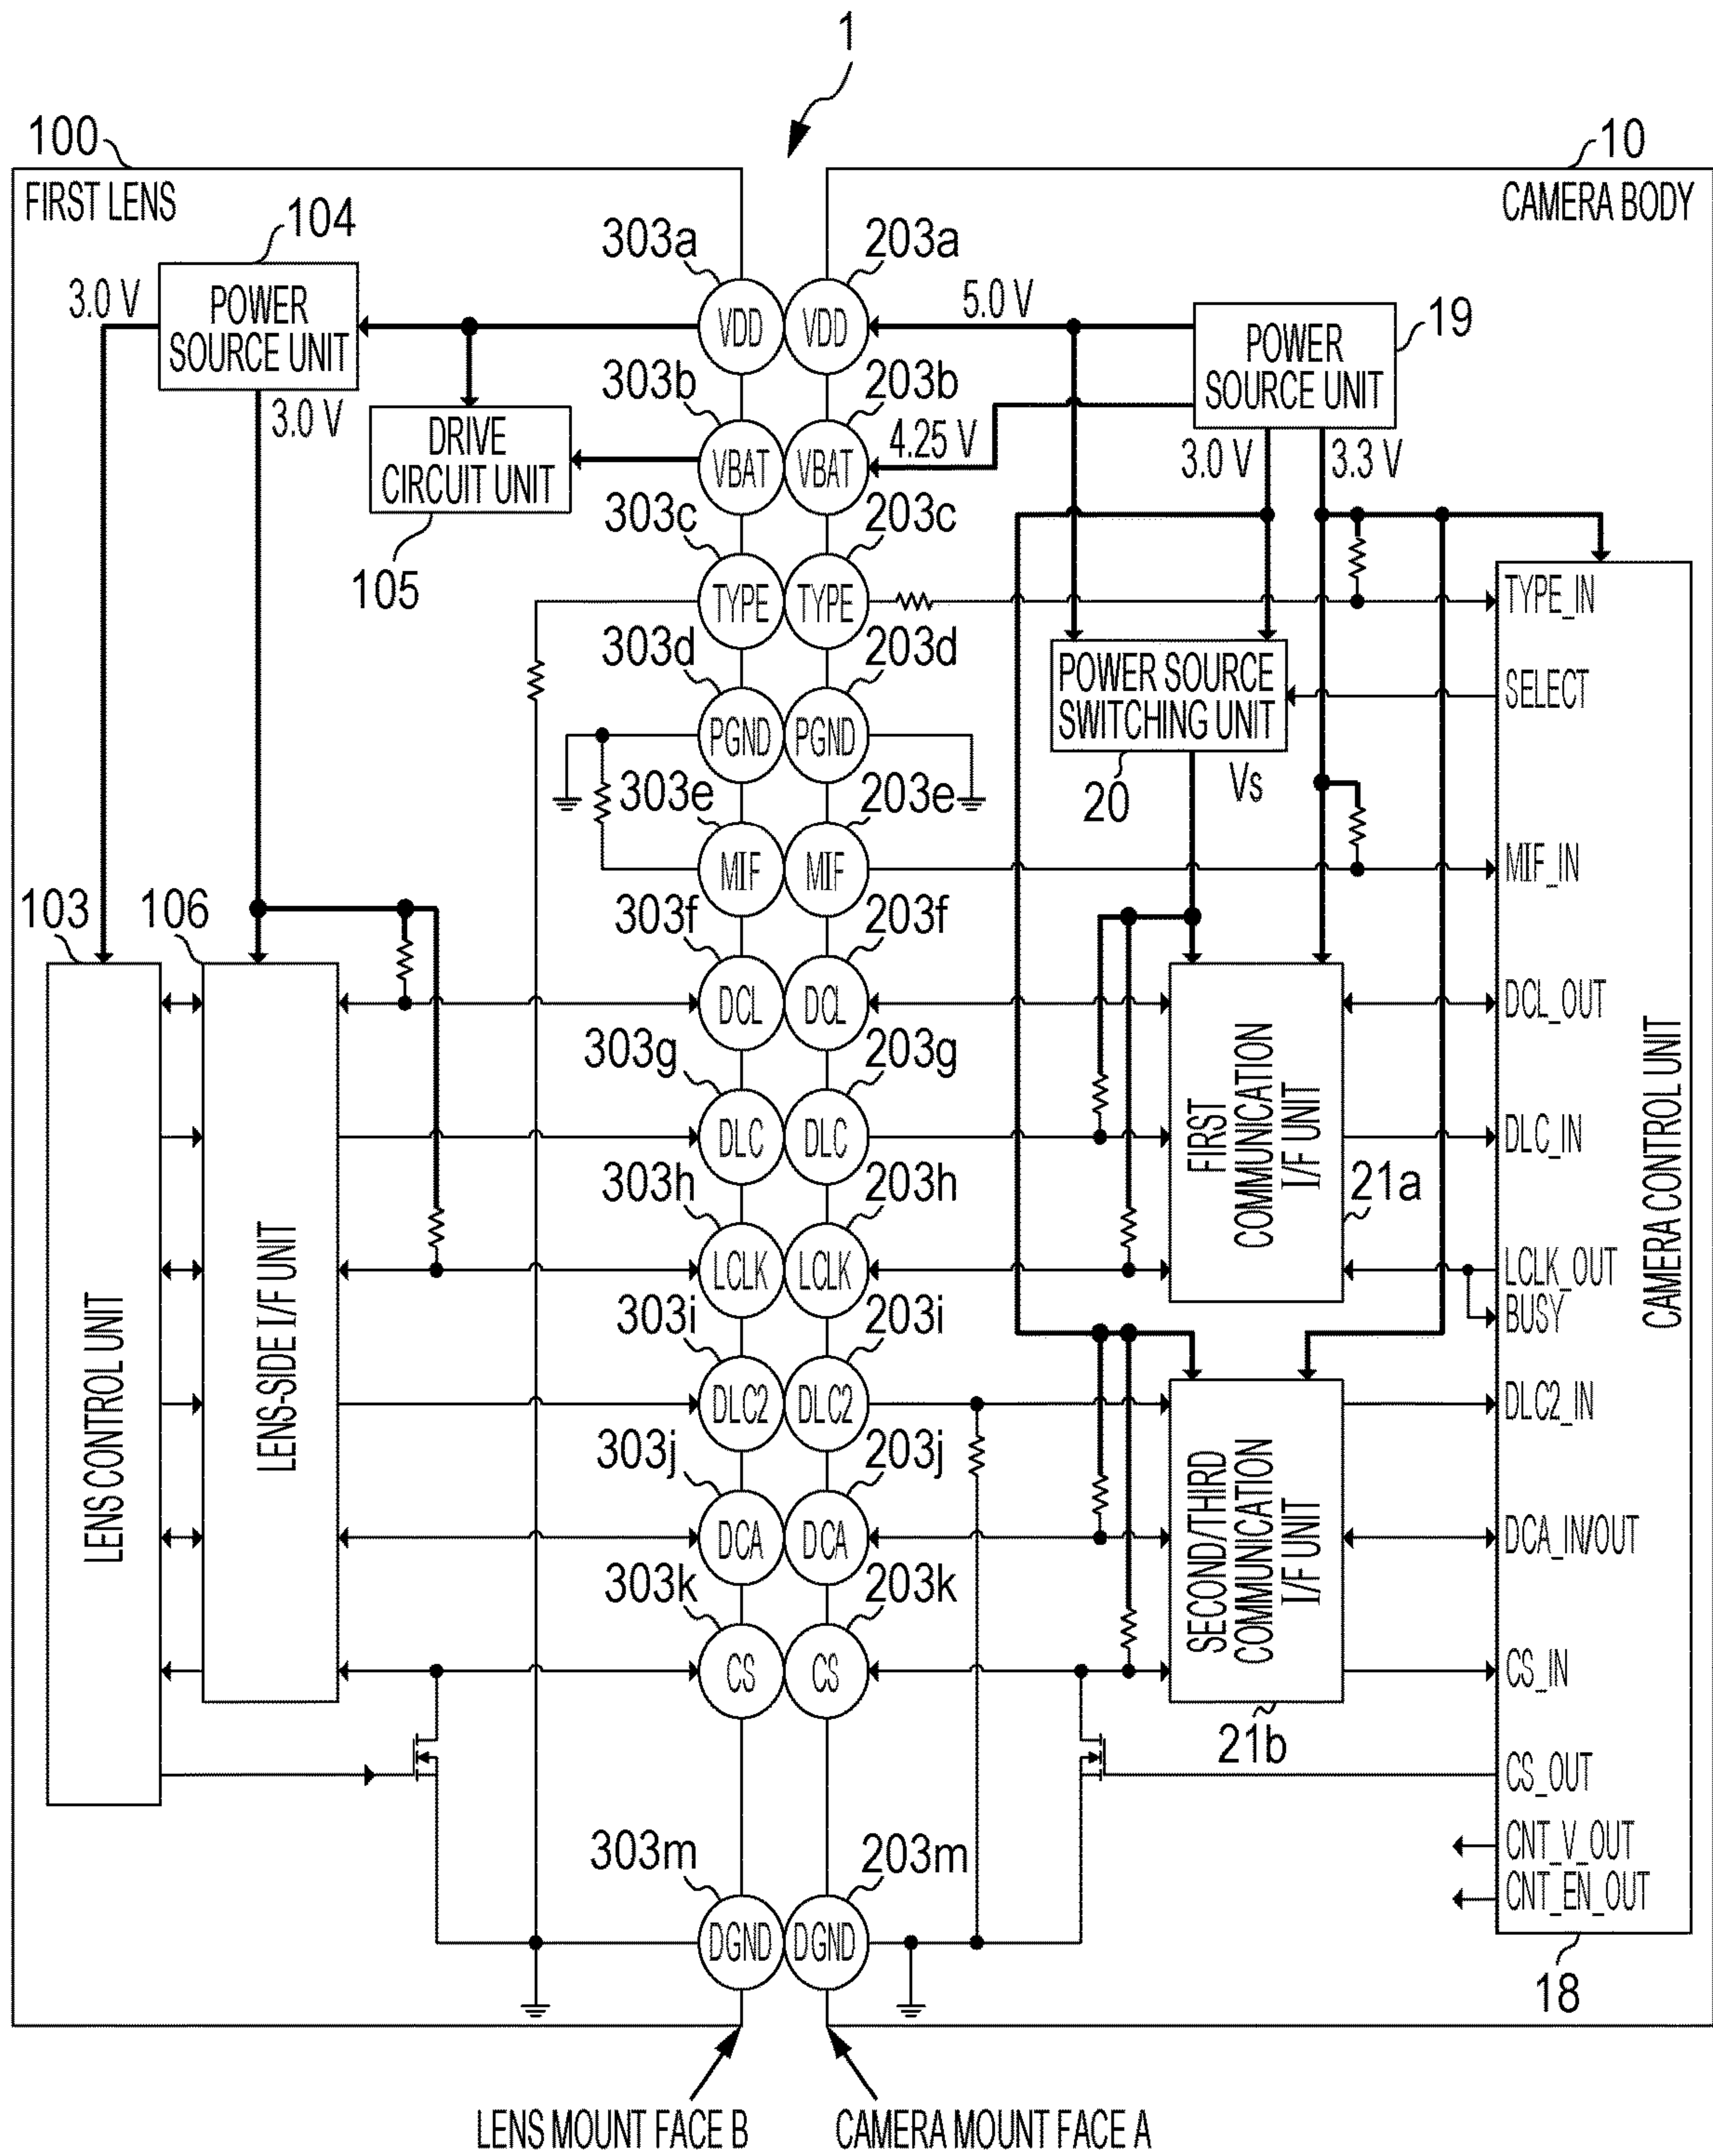 1
100
10
FIRST LENS
CAMERA BODY
104
303a
203a
3.0 V
POWER
SOURCE UNIT
VDD
VDD
5.0 V
POWER
SOURCE UNIT
19
303b
203b
3.0 V
DRIVE
CIRCUIT UNIT
105
VBAT
VBAT
4.25 V
3.0 V
3.3 V
303c
203c
TYPE
TYPE
TYPE_IN
303d
203d
POWER SOURCE
SWITCHING UNIT
20
Vs
SELECT
PGND
PGND
303e
203e
MIF
MIF
MIF_IN
103
106
303f
203f
DCL
DCL
DCL_OUT
303g
203g
DLC
DLC
DLC_IN
FIRST
COMMUNICATION
I/F UNIT
21a
303h
203h
LCLK
LCLK
LCLK_OUT
BUSY
CAMERA CONTROL UNIT
LENS CONTROL UNIT
LENS-SIDE I/F UNIT
303i
203i
DLC2
DLC2
DLC2_IN
303j
203j
DCA
DCA
DCA_IN/OUT
SECOND/THIRD
COMMUNICATION
I/F UNIT
21b
303k
203k
CS
CS
CS_IN
CS_OUT
CNT_V_OUT
CNT_EN_OUT
303m
203m
DGND
DGND
18
LENS MOUNT FACE B
CAMERA MOUNT FACE A